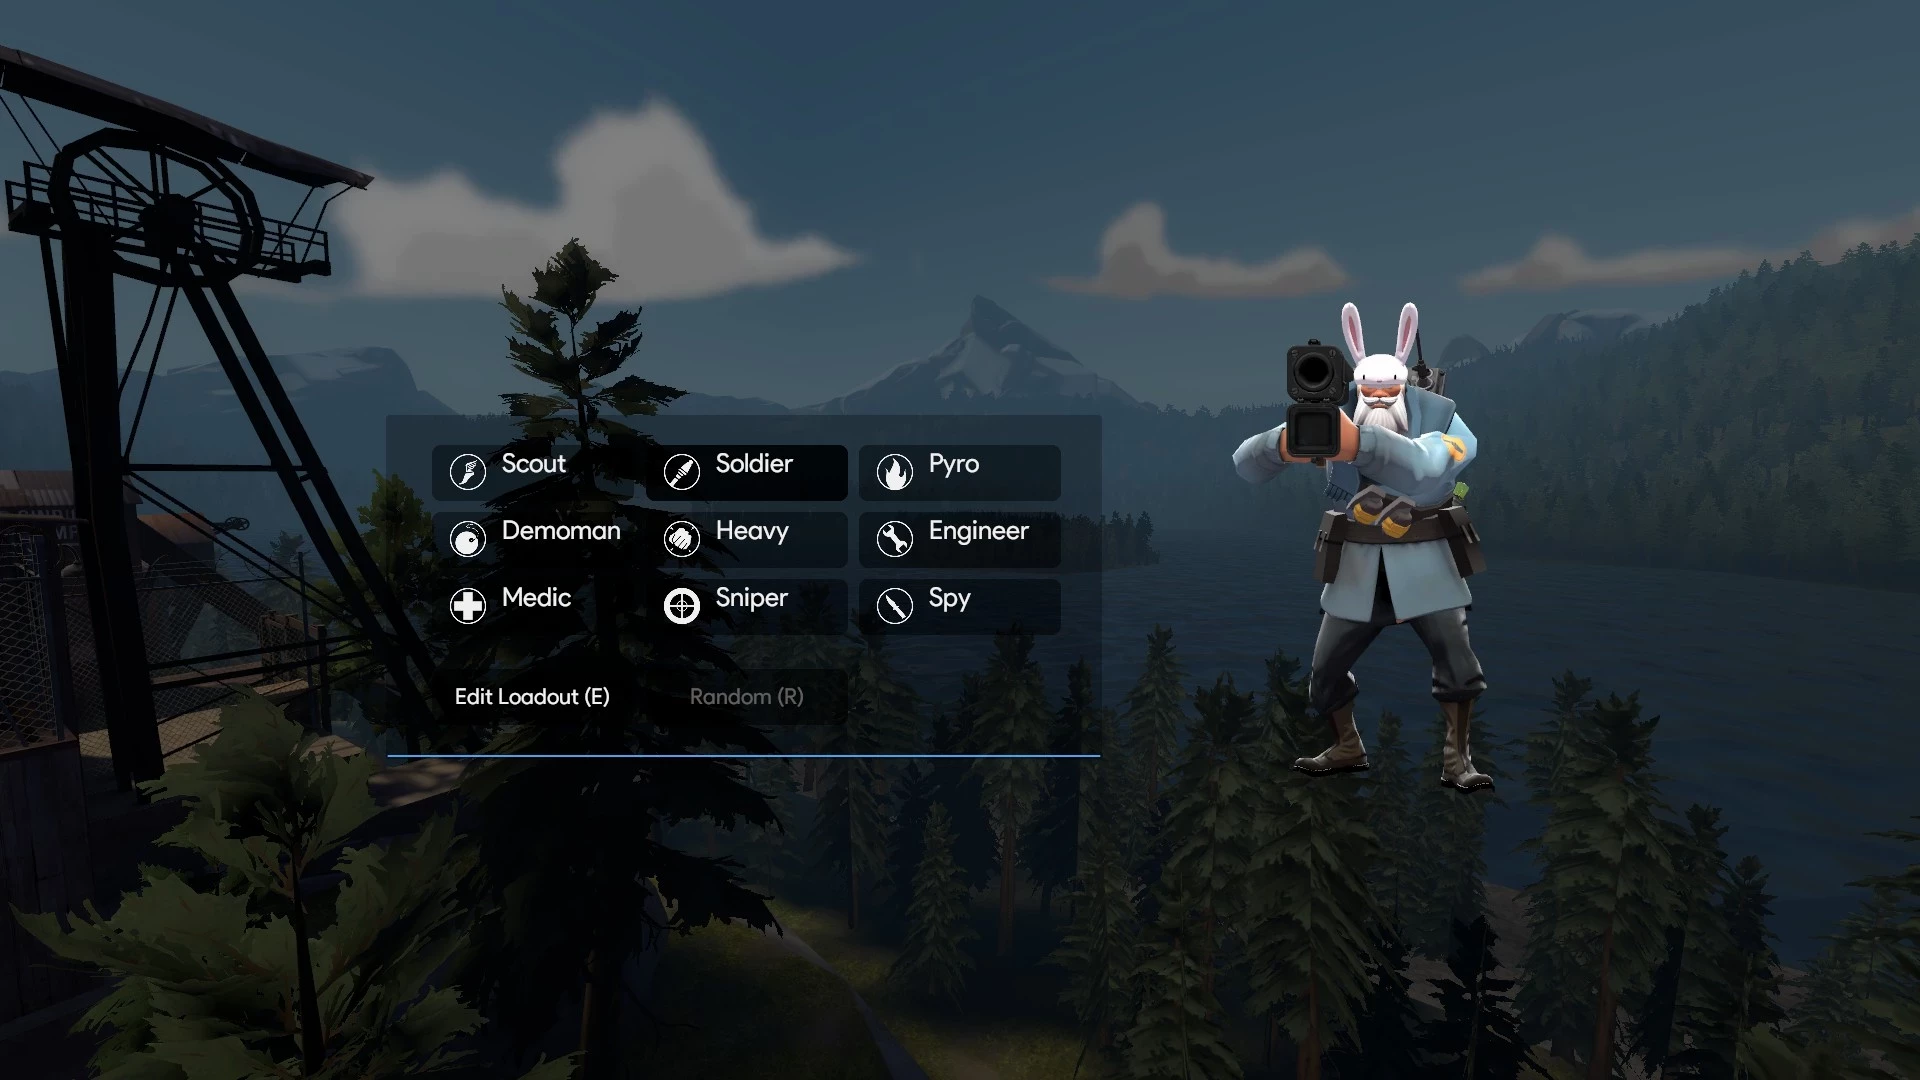 Scout
Soldier
Pyro
Demoman
Heavy
Engineer
Medic
Sniper
Spy
Edit Loadout (E)
Random (R)